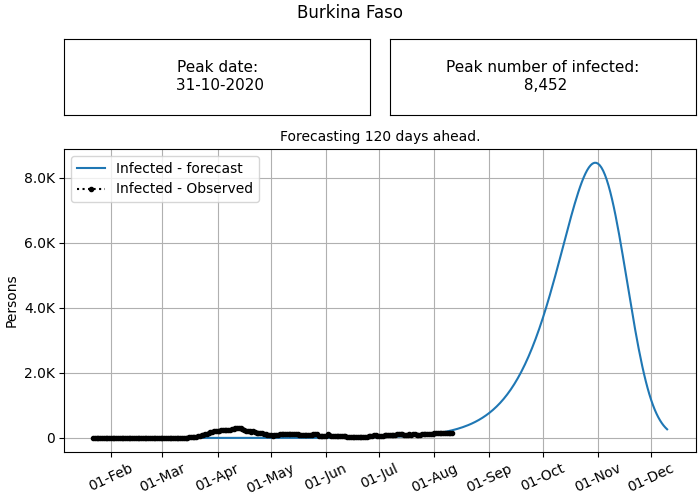 Burkina Faso
Peak date:
31-10-2020
Peak number of infected:
8,452
Forecasting 120 days ahead.
Infected - forecast
Infected - Observed
8.0K
6.0K
4.0K
2.0K
0
Persons
01-Feb
01-Mar
01-Apr
01-May
01-Jun
01-Jul
01-Aug
01-Sep
01-Oct
01-Nov
01-Dec